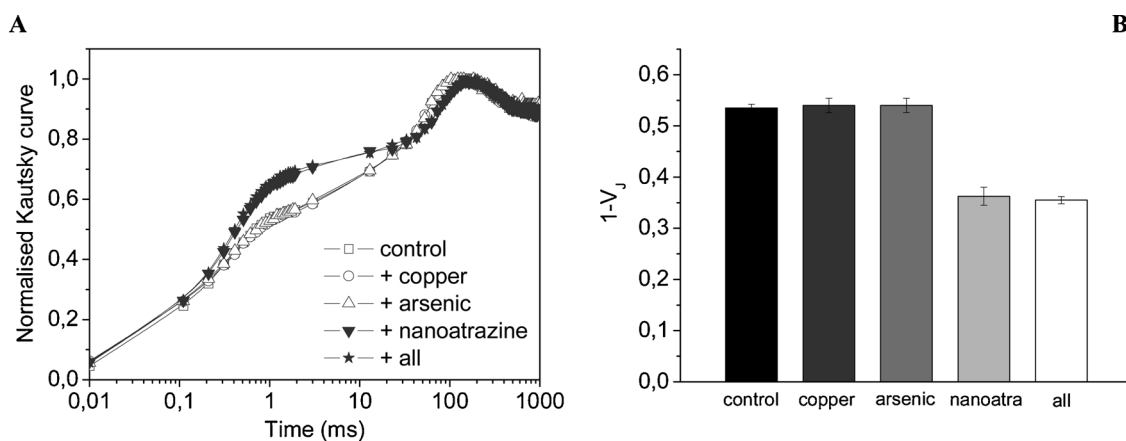 A
B
Normalised Kautsky curve
1,0
0,8
0,6
0,4
0,2
0,0
0,01
0,1
1
10
100
1000
Time (ms)
control
+ copper
+ arsenic
+ nanoatrazine
+ all
1-V_J
0,6
0,5
0,4
0,3
0,2
0,1
0,0
control
copper
arsenic
nanoatra
all